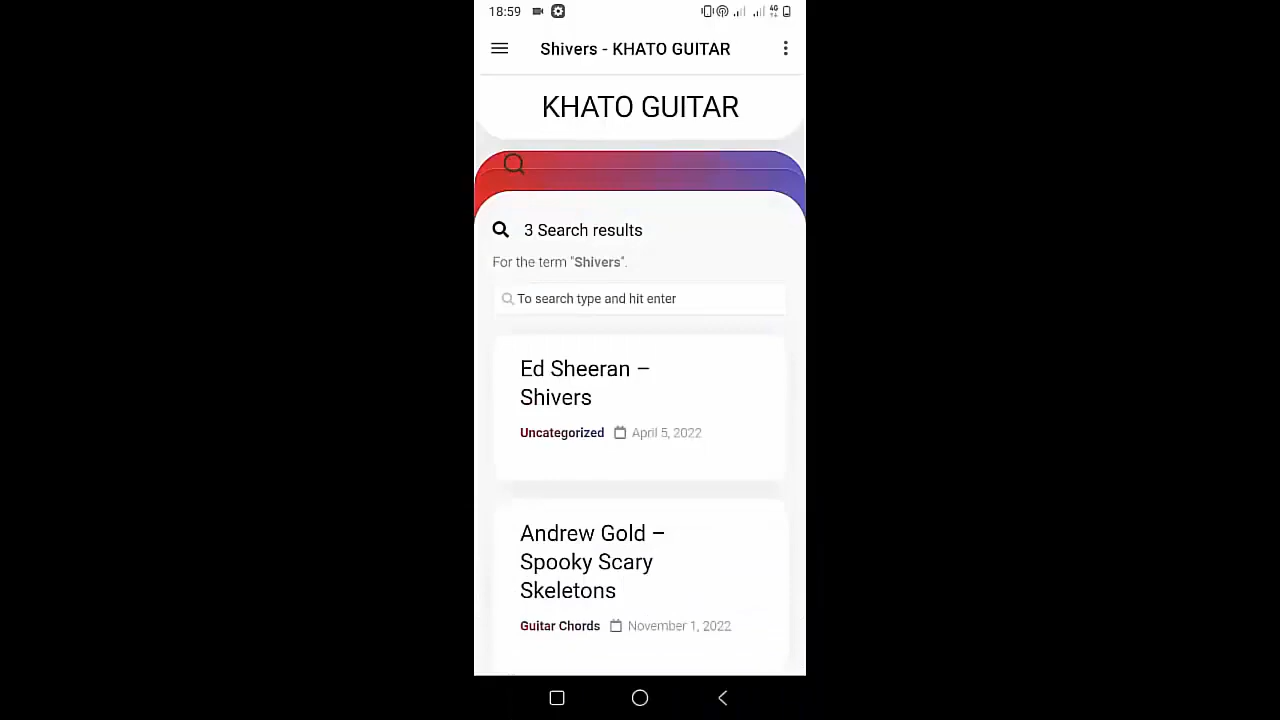 18:59
4G
Shivers - KHATO GUITAR
KHATO GUITAR
3 Search results
For the term "Shivers".
To search type and hit enter
Ed Sheeran –
Shivers
Uncategorized April 5, 2022
Andrew Gold –
Spooky Scary
Skeletons
Guitar Chords November 1, 2022